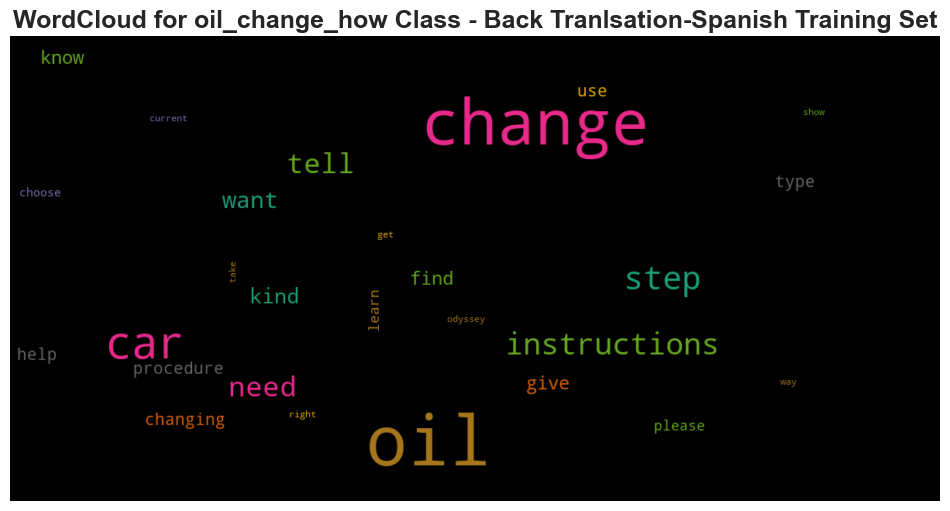 WordCloud for oil_change_how Class - Back Tranlsation-Spanish Training Set
know
use
change
show
current
tell
type
choose
want
get
take
find
step
kind
learn
odyssey
car
instructions
help
procedure
need
give
way
changing
right
oil
please